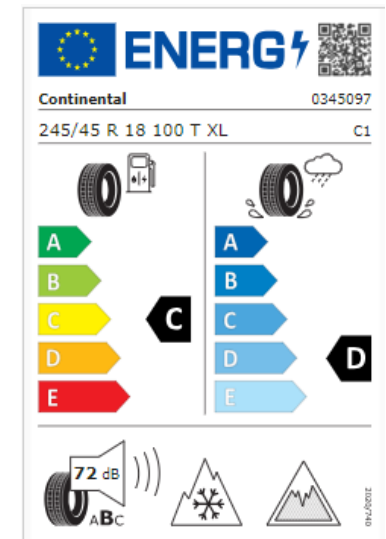 ENERG
Continental 0345097
245/45 R 18 100 T XL C1
A A
B B
C C C
D D D
E E
72 dB
ABC
2020/740